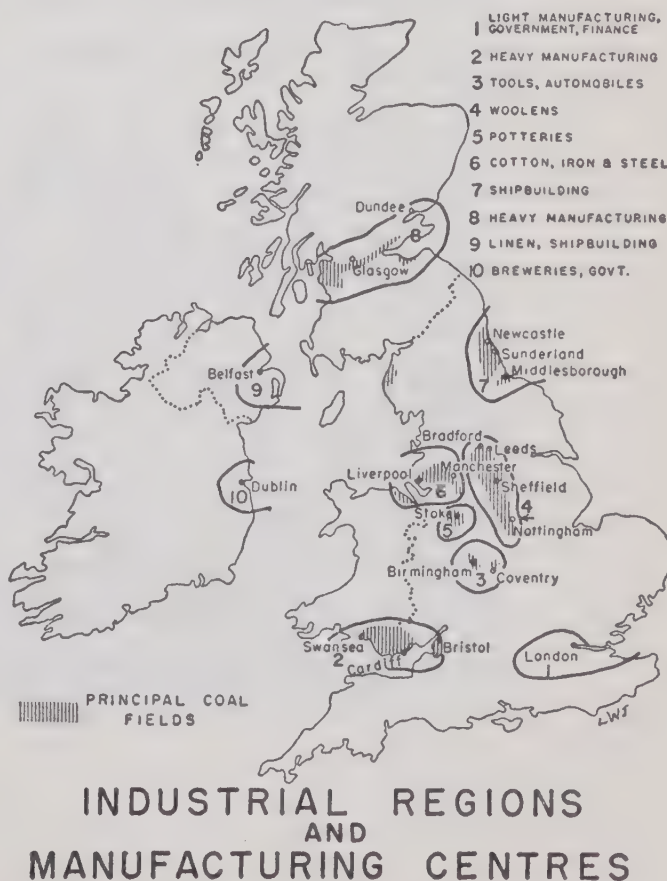 1 LIGHT MANUFACTURING,
GOVERNMENT, FINANCE
2 HEAVY MANUFACTURING
3 TOOLS, AUTOMOBILES
4 WOOLENS
5 POTTERIES
6 COTTON, IRON & STEEL
7 SHIPBUILDING
8 HEAVY MANUFACTURING
9 LINEN, SHIPBUILDING
10 BREWERIES, GOVT.
Dundee
8
Glasgow
Newcastle
Sunderland
Middlesborough
7
Belfast
9
Bradford
Leeds
Liverpool
Manchester
6
Sheffield
4
Nottingham
10
Dublin
Stoke
5
Birmingham
3
Coventry
Swansea
2
Cardiff
Bristol
London
1
LWJ
PRINCIPAL COAL
FIELDS
INDUSTRIAL REGIONS
AND
MANUFACTURING CENTRES